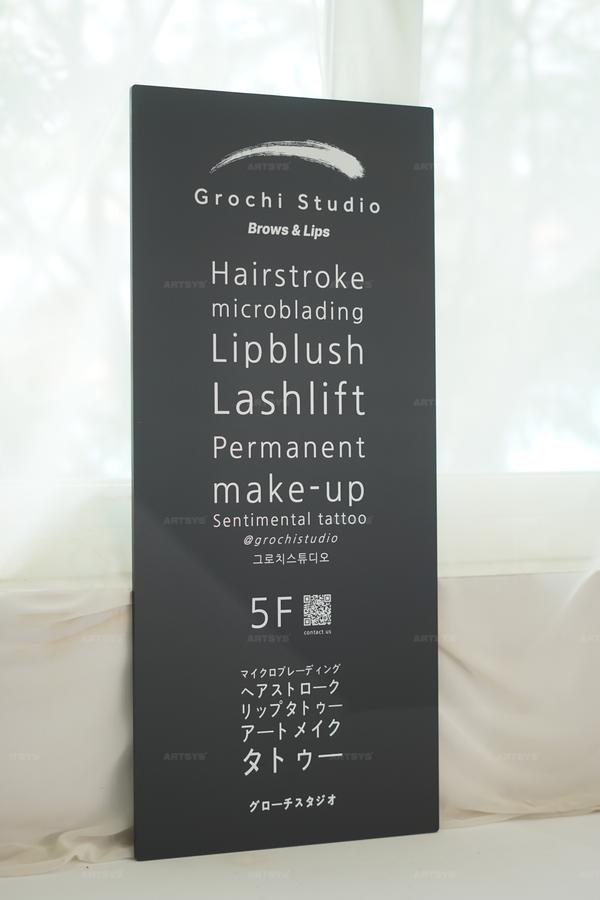 Grochi Studio
Brows & Lips
Hairstroke
microblading
Lipblush
Lashlift
Permanent
make-up
Sentimental tattoo
@grochistudio
그로치스튜디오
5F
contact us
マイクロブレーディング
ヘアストローク
リップタトゥー
アートメイク
タトゥー
グローチスタジオ
ARTSYS